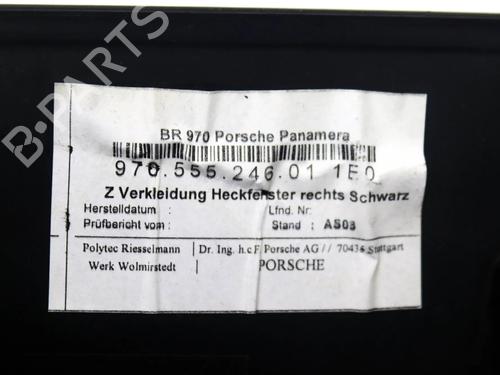 B-PARTS
BR 970 Porsche Panamera
970.555.246.01 1E0
Z Verkleidung Heckfenster rechts Schwarz
Herstelldatum : Lfnd. Nr:
Prüfbericht vom : Stand : AS03
Polytec Riesselmann Dr. Ing. h.c F. Porsche AG // 70435 Stuttgart
Werk Wolmirstedt PORSCHE